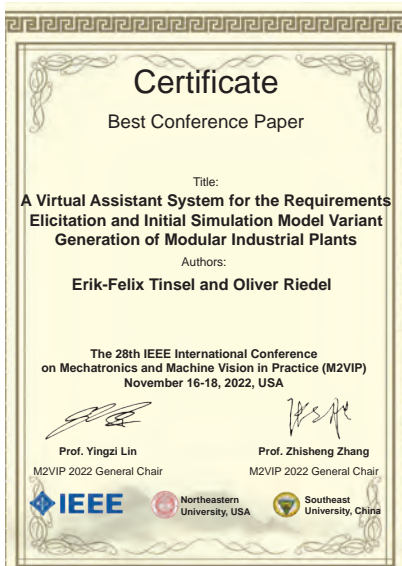 Certificate
Best Conference Paper
Title:
A Virtual Assistant System for the Requirements
Elicitation and Initial Simulation Model Variant
Generation of Modular Industrial Plants
Authors:
Erik-Felix Tinsel and Oliver Riedel
The 28th IEEE International Conference
on Mechatronics and Machine Vision in Practice (M2VIP)
November 16-18, 2022, USA
Prof. Yingzi Lin
Prof. Zhisheng Zhang
M2VIP 2022 General Chair
M2VIP 2022 General Chair
IEEE
Northeastern
University, USA
Southeast
University, China